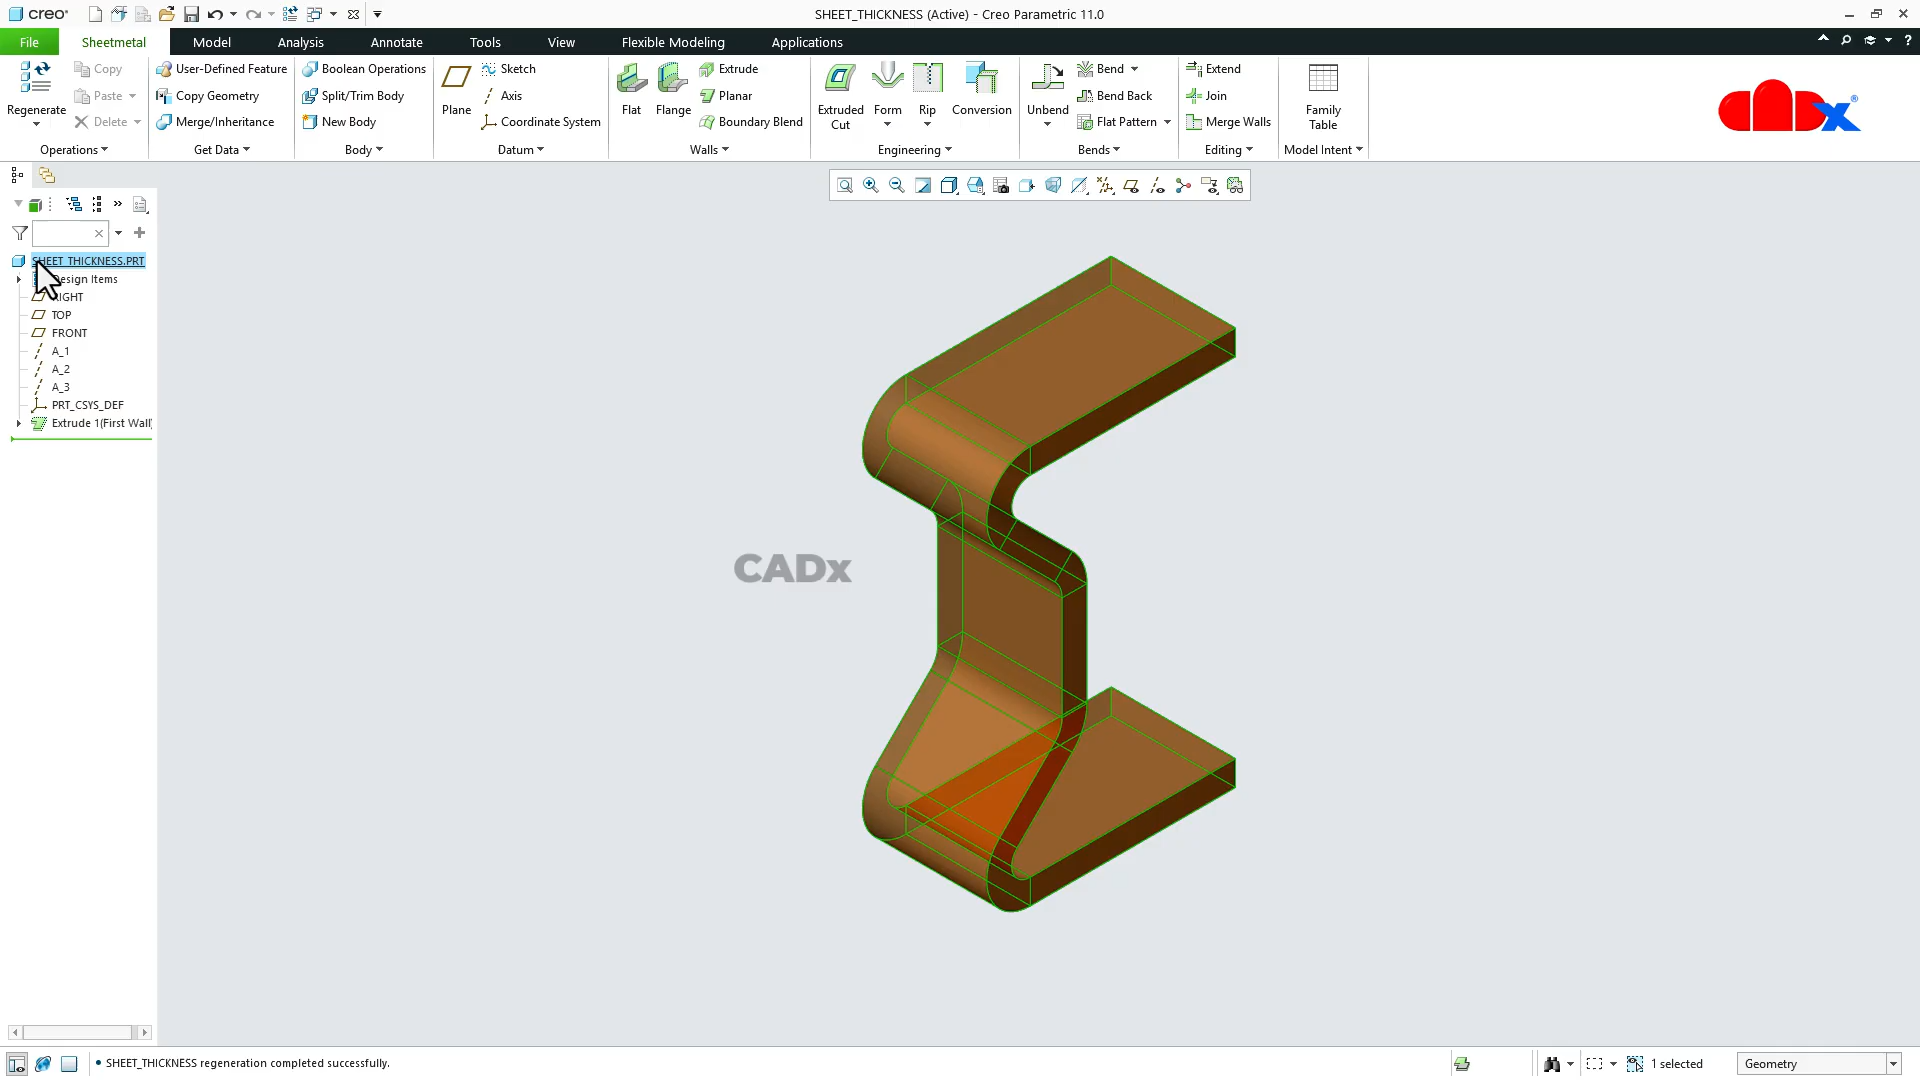 creo®
SHEET_THICKNESS (Active) - Creo Parametric 11.0
File Sheetmetal Model Analysis Annotate Tools View Flexible Modeling Applications
Regenerate
Copy
Paste
Delete
Operations
User-Defined Feature
Copy Geometry
Merge/Inheritance
Get Data
Boolean Operations
Split/Trim Body
New Body
Body
Plane
Sketch
Axis
Coordinate System
Datum
Flat
Flange
Extrude
Planar
Boundary Blend
Walls
Extruded
Cut
Form
Rip
Conversion
Engineering
Unbend
Bend
Bend Back
Flat Pattern
Bends
Extend
Join
Merge Walls
Editing
Family
Table
Model Intent
CADx®
SHEET_THICKNESS.PRT
Design Items
RIGHT
TOP
FRONT
A_1
A_2
A_3
PRT_CSYS_DEF
Extrude 1(First Wall)
CADx
SHEET_THICKNESS regeneration completed successfully.
1 selected
Geometry